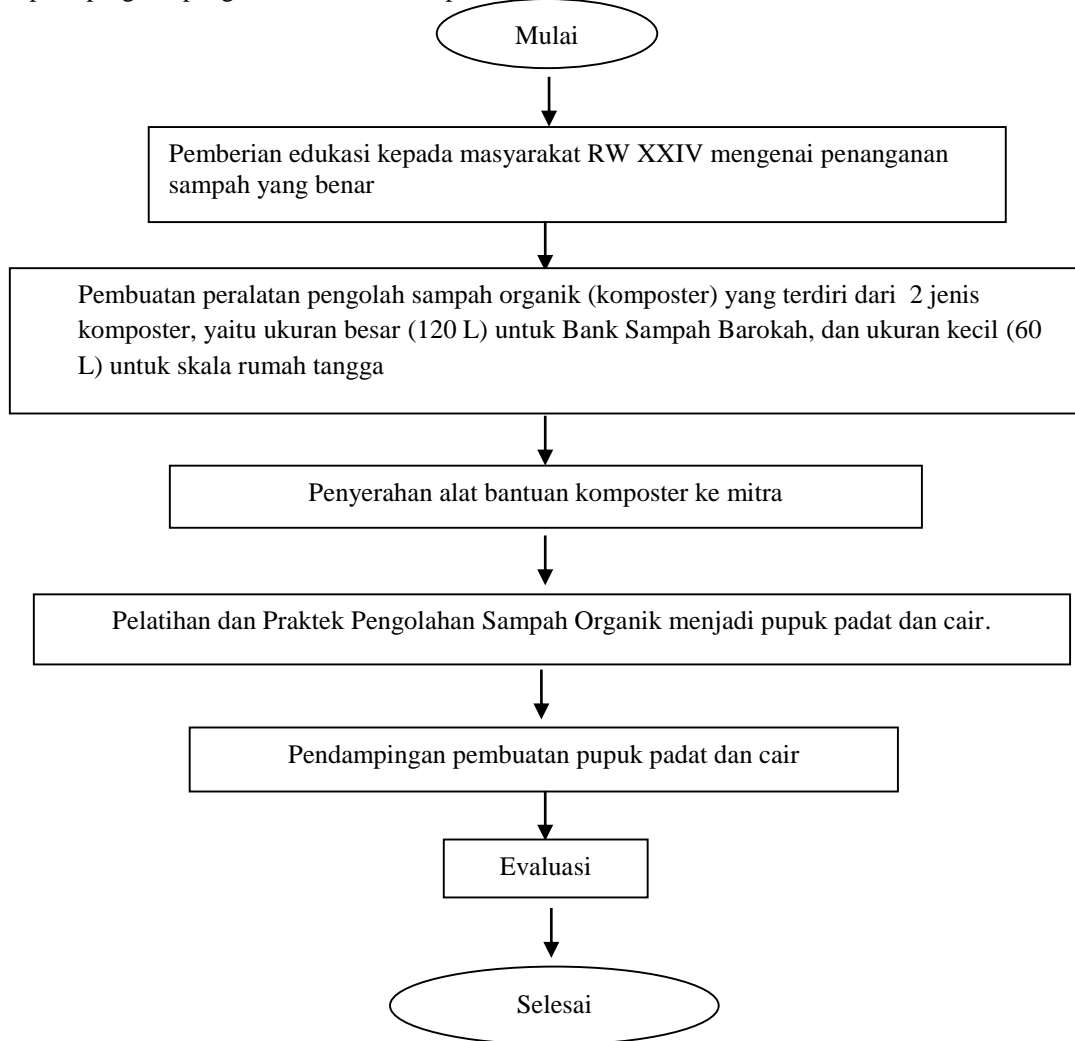 Mulai
Pemberian edukasi kepada masyarakat RW XXIV mengenai penanganan
sampah yang benar
Pembuatan peralatan pengolah sampah organik (komposter) yang terdiri dari 2 jenis
komposter, yaitu ukuran besar (120 L) untuk Bank Sampah Barokah, dan ukuran kecil (60
L) untuk skala rumah tangga
Penyerahan alat bantuan komposter ke mitra
Pelatihan dan Praktek Pengolahan Sampah Organik menjadi pupuk padat dan cair.
Pendampingan pembuatan pupuk padat dan cair
Evaluasi
Selesai